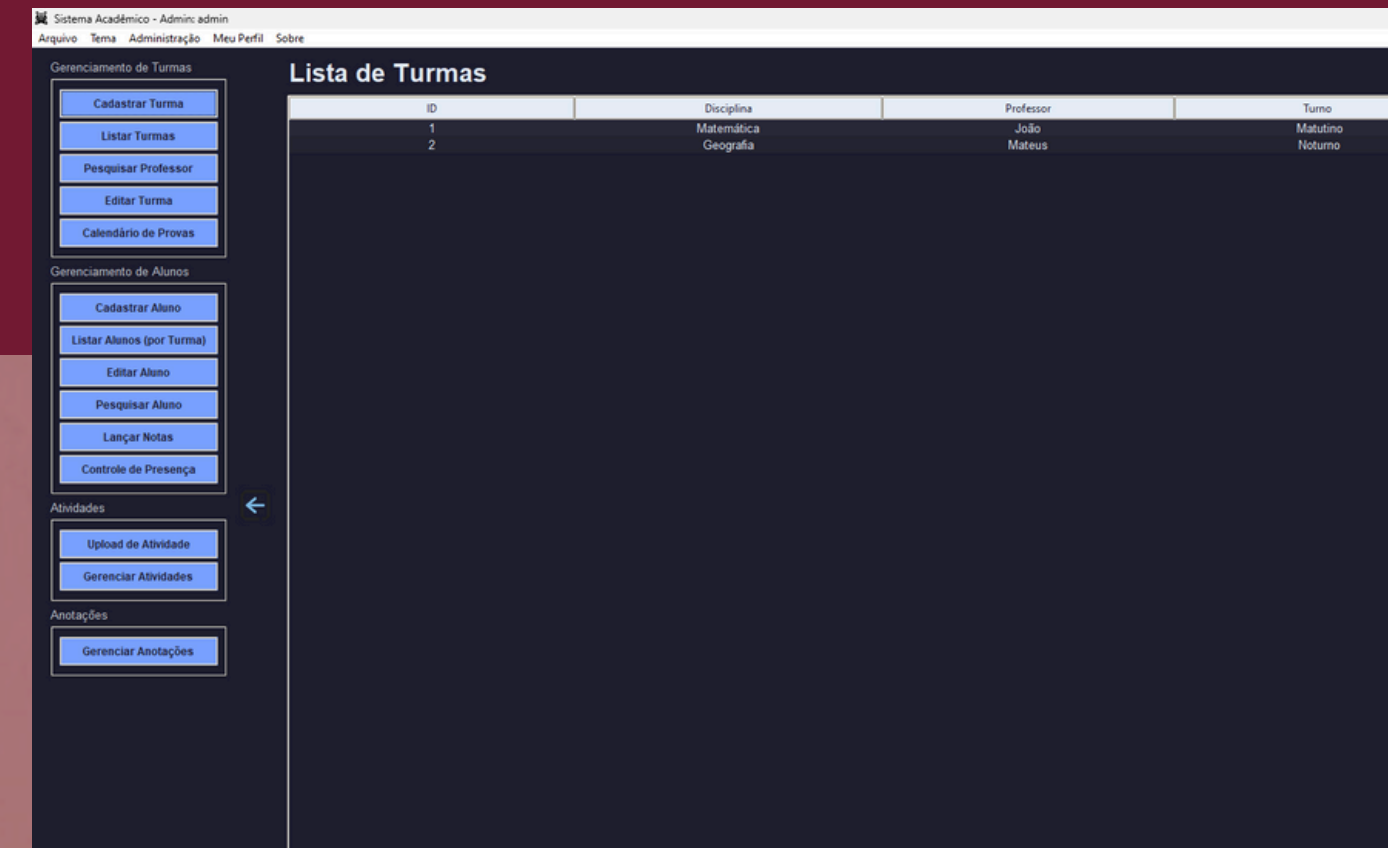 Sistema Acadêmico - Admin: admin
Arquivo Tema Administração Meu Perfil Sobre
Gerenciamento de Turmas
Cadastrar Turma
Listar Turmas
Pesquisar Professor
Editar Turma
Calendário de Provas
Gerenciamento de Alunos
Cadastrar Aluno
Listar Alunos (por Turma)
Editar Aluno
Pesquisar Aluno
Lançar Notas
Controle de Presença
Atividades
Upload de Atividade
Gerenciar Atividades
Anotações
Gerenciar Anotações
Lista de Turmas
ID Disciplina Professor Turno
1 Matemática João Matutino
2 Geografia Mateus Noturno